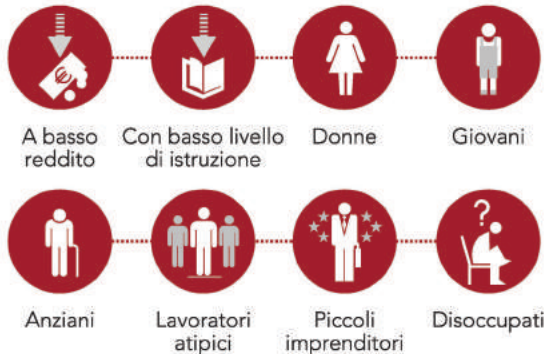 A basso
reddito
Con basso livello
di istruzione
Donne
Giovani
?
Anziani
Lavoratori
atipici
Piccoli
imprenditori
Disoccupati